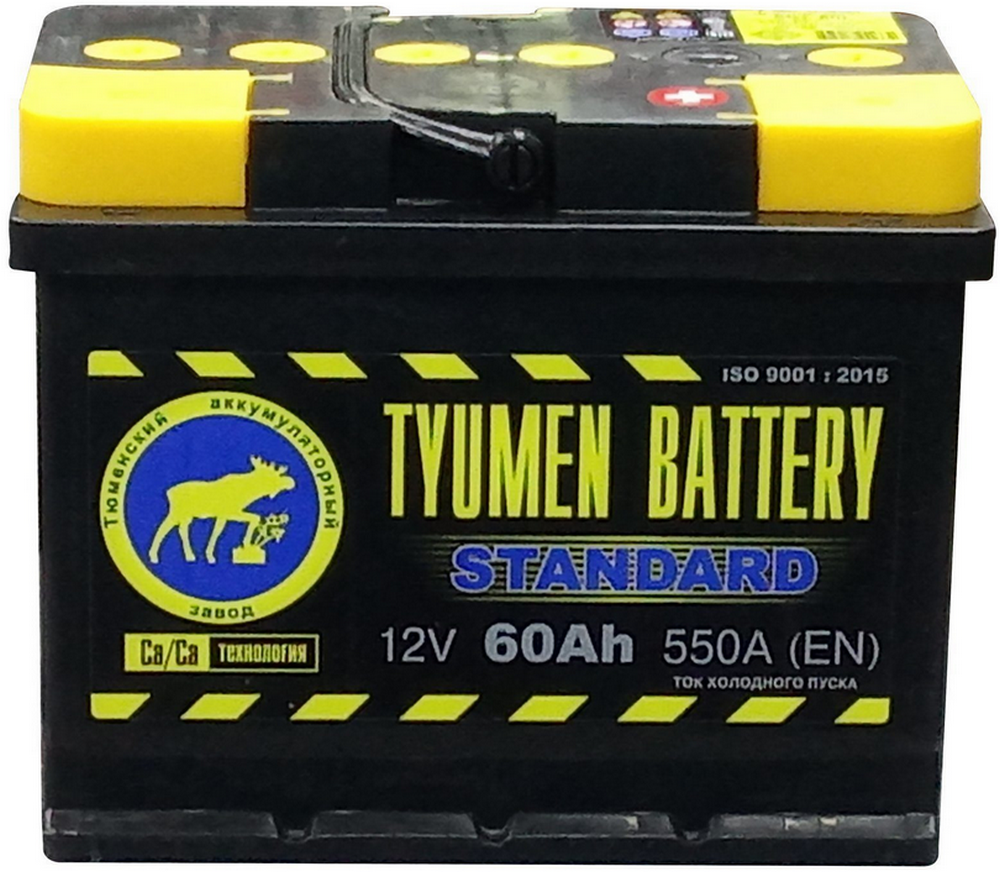 ISO 9001 : 2015
Тюменский аккумуляторный
завод
TYUMEN BATTERY
STANDARD
Ca/Ca технология
12V 60Ah 550A (EN)
ток холодного пуска